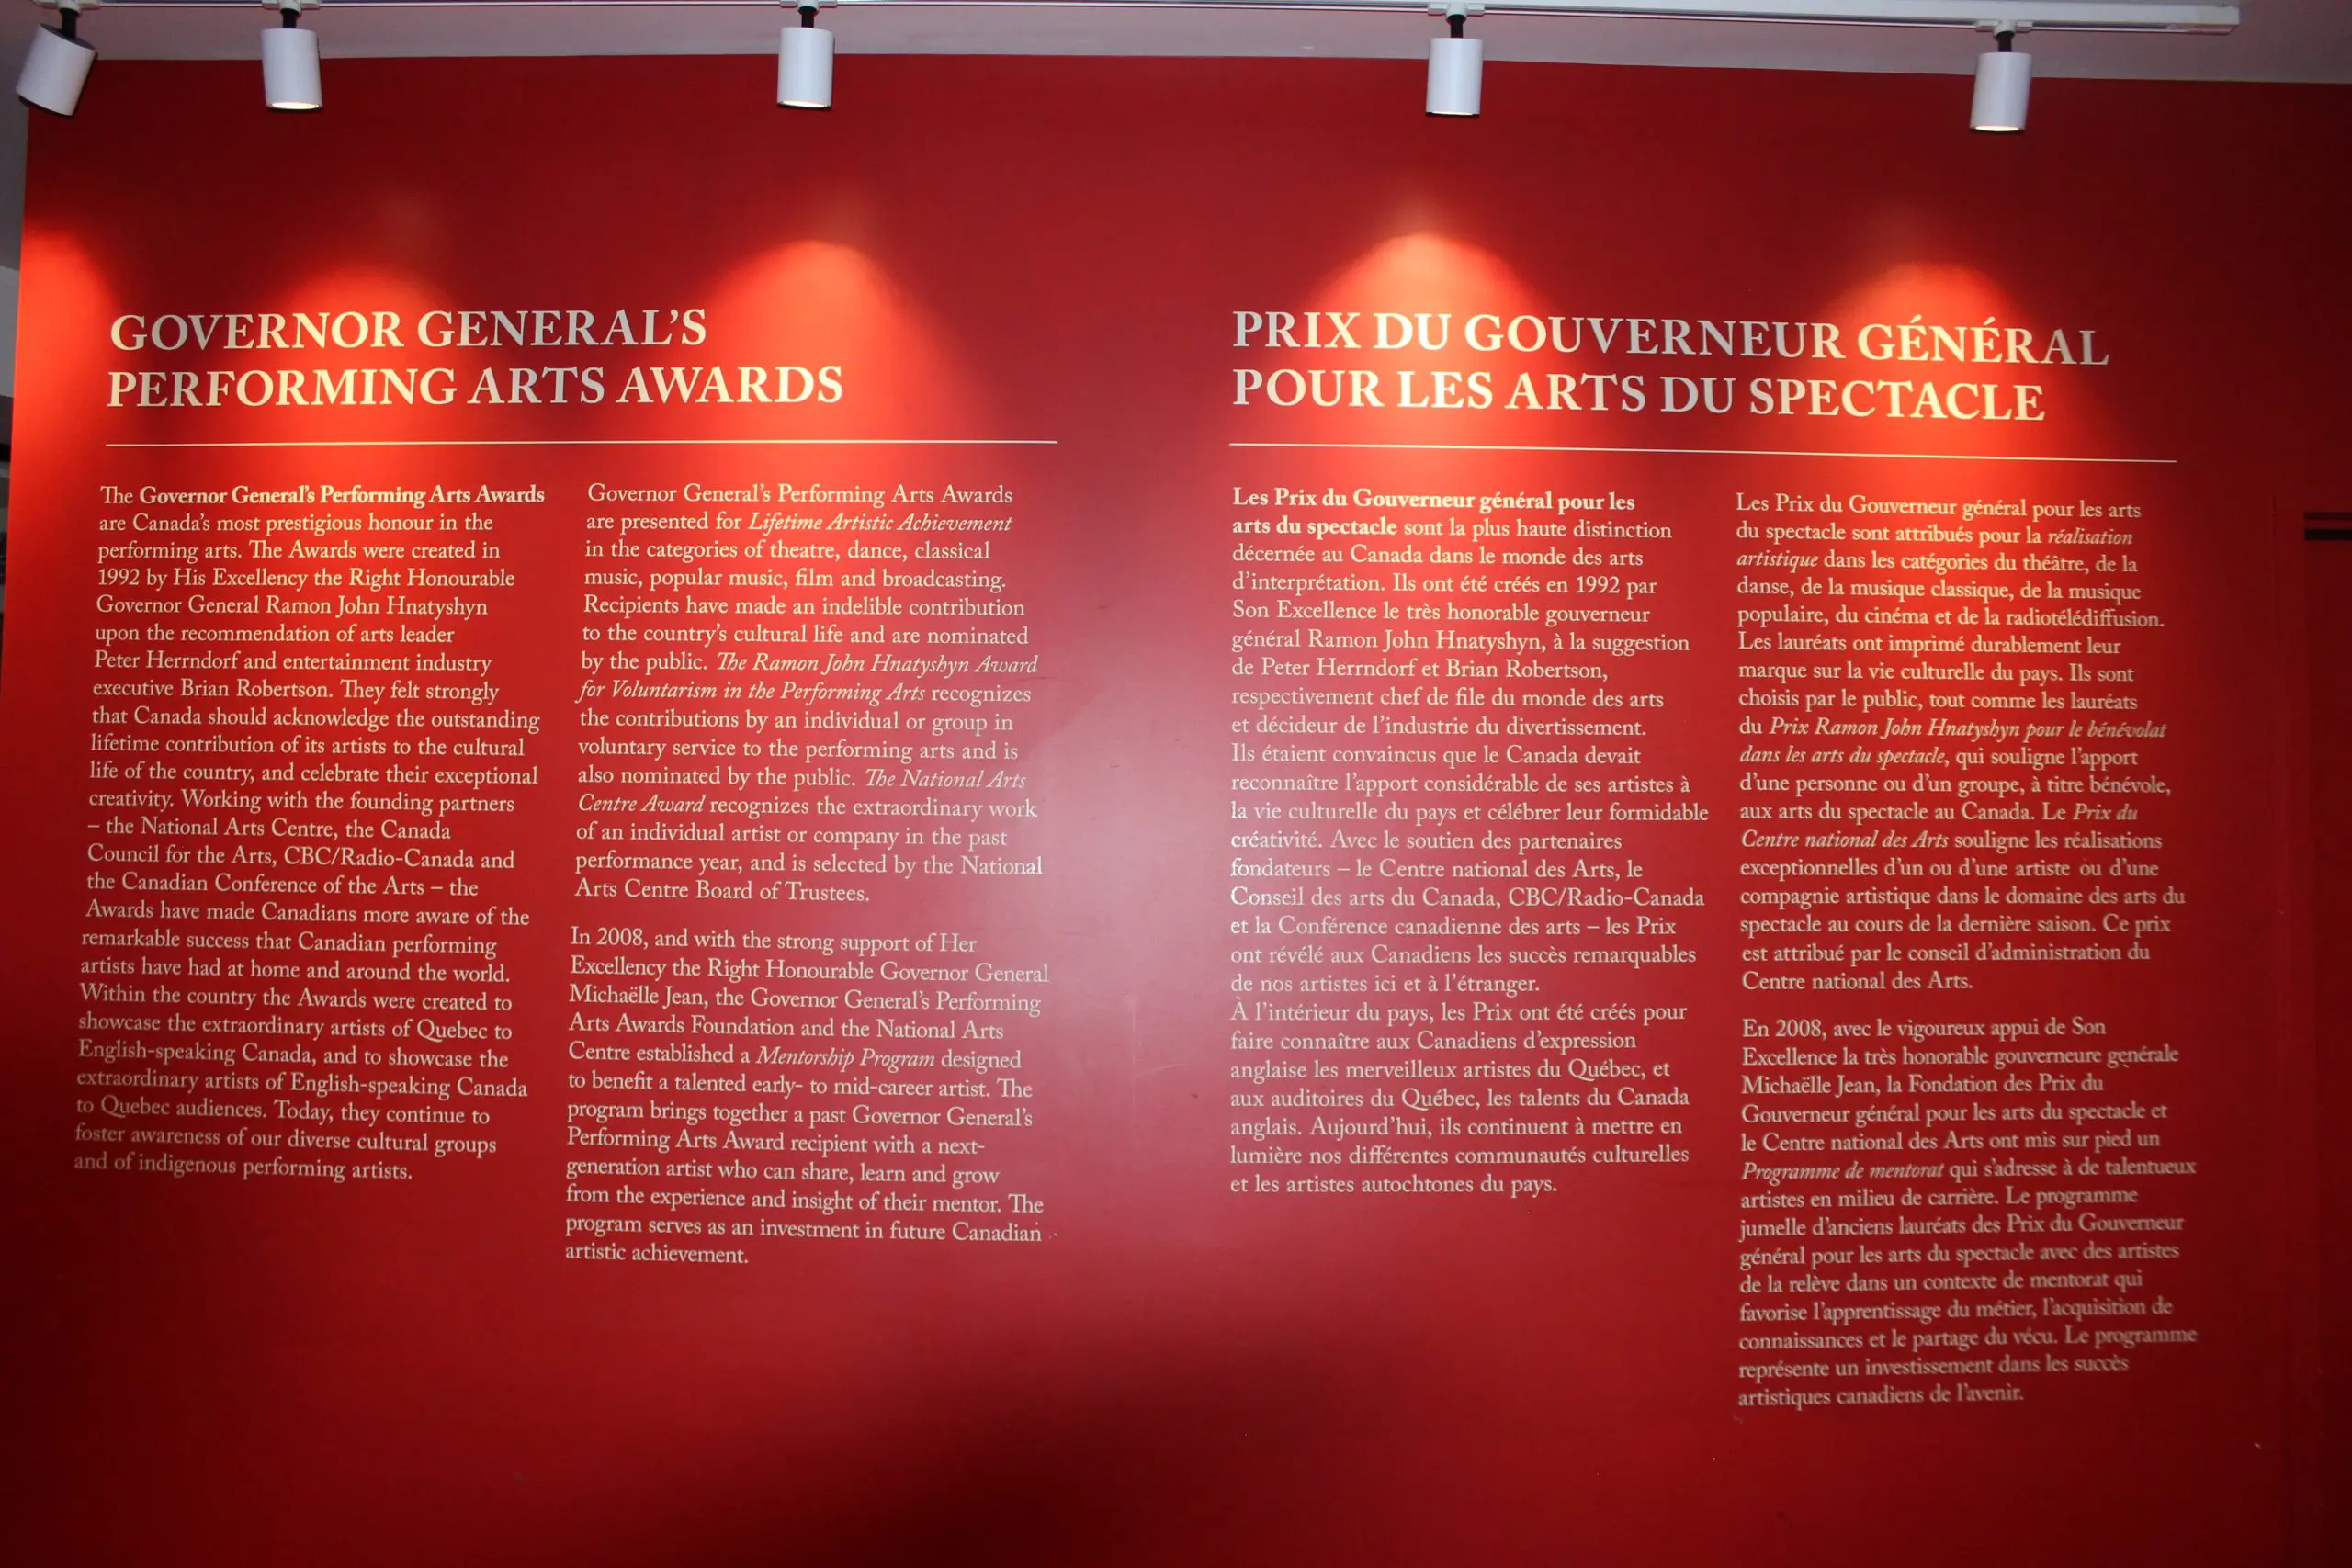 GOVERNOR GENERAL'S
PERFORMING ARTS AWARDS
The Governor General's Performing Arts Awards
are Canada's most prestigious honour in the
performing arts. The Awards were created in
1992 by His Excellency the Right Honourable
Governor General Ramon John Hnatyshyn
upon the recommendation of arts leader
Peter Herrndorf and entertainment industry
executive Brian Robertson. They felt strongly
that Canada should acknowledge the outstanding
lifetime contribution of its artists to the cultural
life of the country, and celebrate their exceptional
creativity. Working with the founding partners
– the National Arts Centre, the Canada
Council for the Arts, CBC/Radio-Canada and
the Canadian Conference of the Arts – the
Awards have made Canadians more aware of the
remarkable success that Canadian performing
artists have had at home and around the world.
Within the country the Awards were created to
showcase the extraordinary artists of Quebec to
English-speaking Canada, and to showcase the
extraordinary artists of English-speaking Canada
to Quebec audiences. Today, they continue to
foster awareness of our diverse cultural groups
and of indigenous performing artists.
Governor General's Performing Arts Awards
are presented for Lifetime Artistic Achievement
in the categories of theatre, dance, classical
music, popular music, film and broadcasting.
Recipients have made an indelible contribution
to the country's cultural life and are nominated
by the public. The Ramon John Hnatyshyn Award
for Voluntarism in the Performing Arts recognizes
the contributions by an individual or group in
voluntary service to the performing arts and is
also nominated by the public. The National Arts
Centre Award recognizes the extraordinary work
of an individual artist or company in the past
performance year, and is selected by the National
Arts Centre Board of Trustees.
In 2008, and with the strong support of Her
Excellency the Right Honourable Governor General
Michaëlle Jean, the Governor General's Performing
Arts Awards Foundation and the National Arts
Centre established a Mentorship Program designed
to benefit a talented early- to mid-career artist. The
program brings together a past Governor General's
Performing Arts Award recipient with a next-
generation artist who can share, learn and grow
from the experience and insight of their mentor. The
program serves as an investment in future Canadian
artistic achievement.
PRIX DU GOUVERNEUR GÉNÉRAL
POUR LES ARTS DU SPECTACLE
Les Prix du Gouverneur général pour les
arts du spectacle sont la plus haute distinction
décernée au Canada dans le monde des arts
d'interprétation. Ils ont été créés en 1992 par
Son Excellence le très honorable gouverneur
général Ramon John Hnatyshyn, à la suggestion
de Peter Herrndorf et Brian Robertson,
respectivement chef de file du monde des arts
et décideur de l'industrie du divertissement.
Ils étaient convaincus que le Canada devait
reconnaître l'apport considérable de ses artistes à
la vie culturelle du pays et célébrer leur formidable
créativité. Avec le soutien des partenaires
fondateurs – le Centre national des Arts, le
Conseil des arts du Canada, CBC/Radio-Canada
et la Conférence canadienne des arts – les Prix
ont révélé aux Canadiens les succès remarquables
de nos artistes ici et à l'étranger.
À l'intérieur du pays, les Prix ont été créés pour
faire connaître aux Canadiens d'expression
anglaise les merveilleux artistes du Québec, et
aux auditoires du Québec, les talents du Canada
anglais. Aujourd'hui, ils continuent à mettre en
lumière nos différentes communautés culturelles
et les artistes autochtones du pays.
Les Prix du Gouverneur général pour les arts
du spectacle sont attribués pour la réalisation
artistique dans les catégories du théâtre, de la
danse, de la musique classique, de la musique
populaire, du cinéma et de la radiotélédiffusion.
Les lauréats ont imprimé durablement leur
marque sur la vie culturelle du pays. Ils sont
choisis par le public, tout comme les lauréats
du Prix Ramon John Hnatyshyn pour le bénévolat
dans les arts du spectacle, qui souligne l'apport
d'une personne ou d'un groupe, à titre bénévole,
aux arts du spectacle au Canada. Le Prix du
Centre national des Arts souligne les réalisations
exceptionnelles d'un ou d'une artiste ou d'une
compagnie artistique dans le domaine des arts du
spectacle au cours de la dernière saison. Ce prix
est attribué par le conseil d'administration du
Centre national des Arts.
En 2008, avec le vigoureux appui de Son
Excellence la très honorable gouverneure générale
Michaëlle Jean, la Fondation des Prix du
Gouverneur général pour les arts du spectacle et
le Centre national des Arts ont mis sur pied un
Programme de mentorat qui s'adresse à de talentueux
artistes en milieu de carrière. Le programme
jumelle d'anciens lauréats des Prix du Gouverneur
général pour les arts du spectacle avec des artistes
de la relève dans un contexte de mentorat qui
favorise l'apprentissage du métier, l'acquisition de
connaissances et le partage du vécu. Le programme
représente un investissement dans les succès
artistiques canadiens de l'avenir.